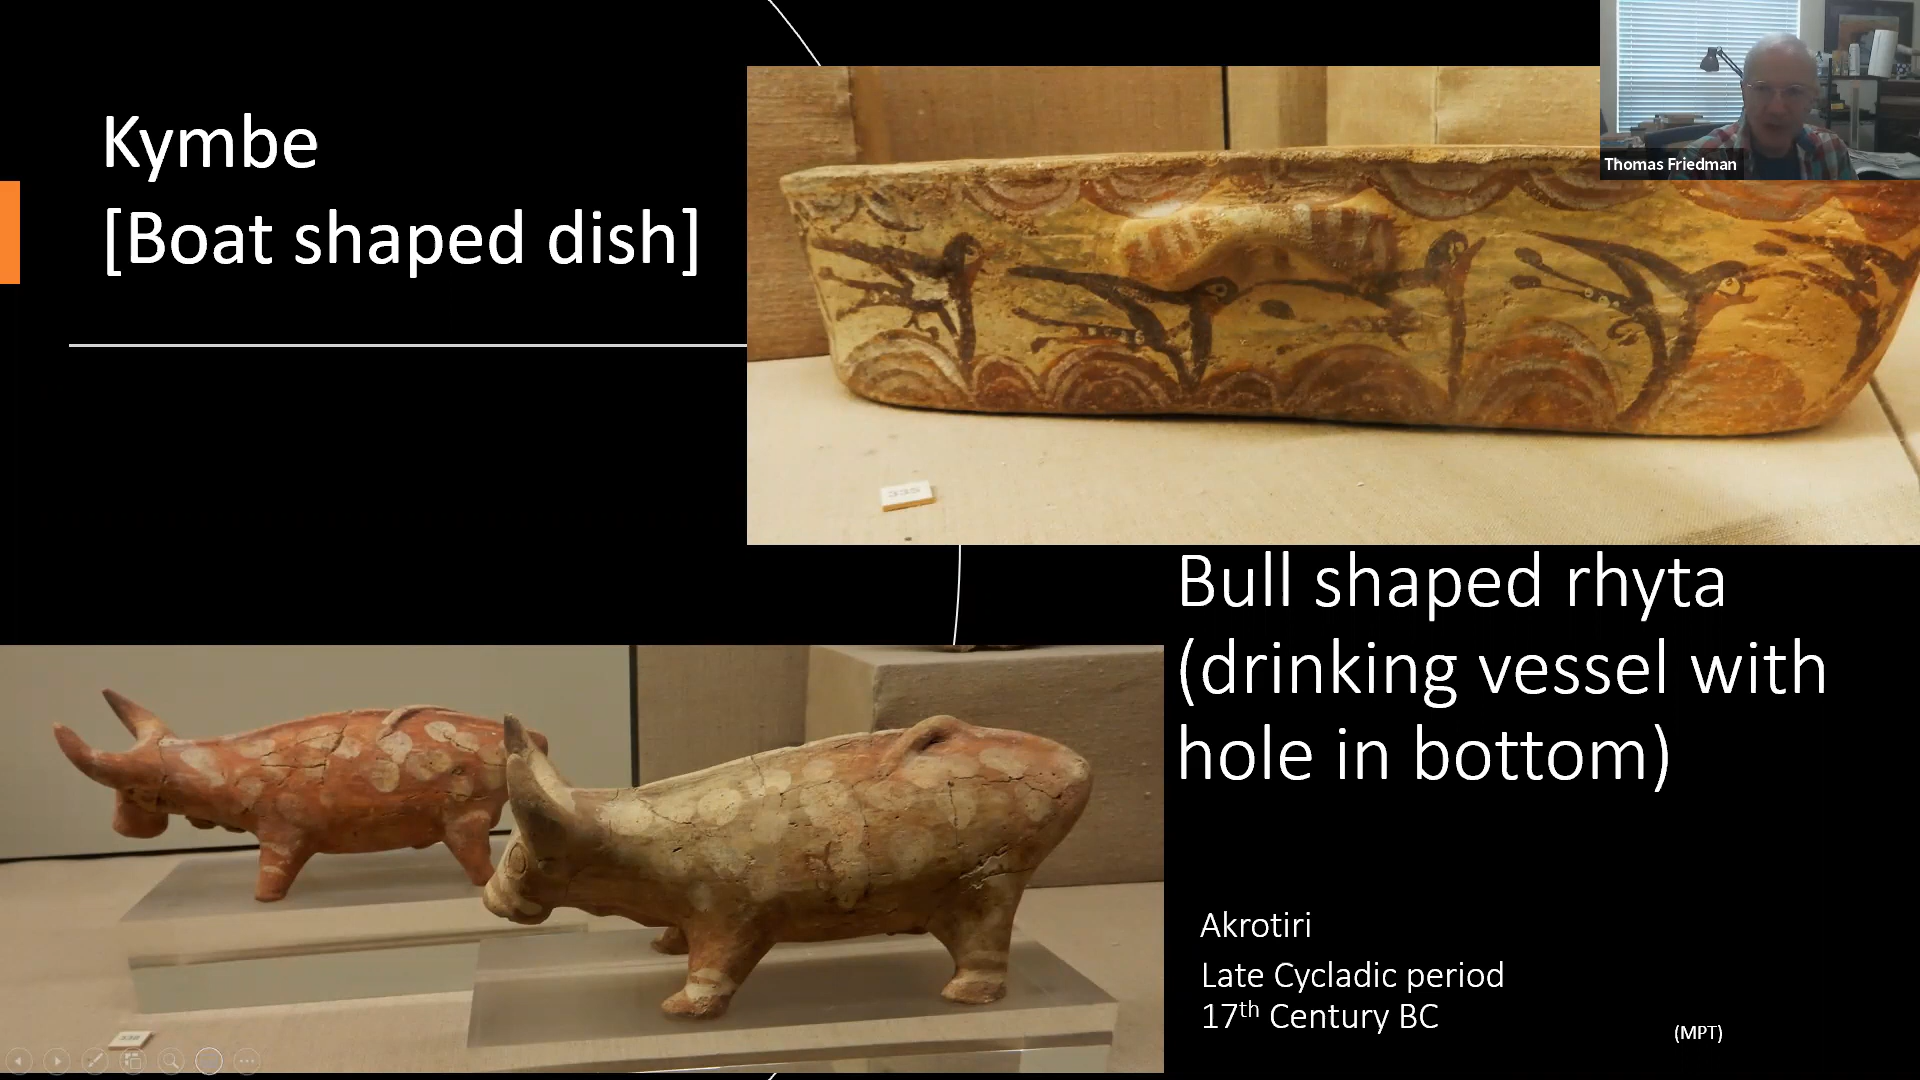 Kymbe
[Boat shaped dish]
Thomas Friedman
335
Bull shaped rhyta
(drinking vessel with
hole in bottom)
Akrotiri
Late Cycladic period
17th Century BC
(MPT)